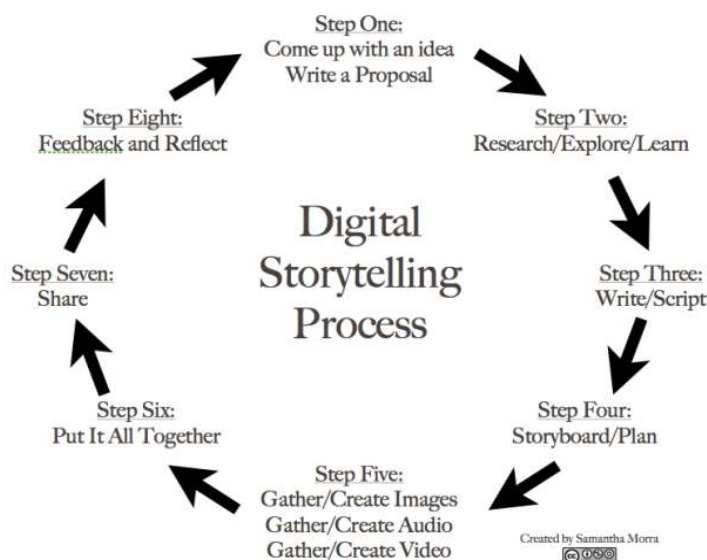 Step One:
Come up with an idea
Write a Proposal
Step Two:
Research/Explore/Learn
Step Three:
Write/Script
Step Four:
Storyboard/Plan
Step Five:
Gather/Create Images
Gather/Create Audio
Gather/Create Video
Step Six:
Put It All Together
Step Seven:
Share
Step Eight:
Feedback and Reflect
Digital
Storytelling
Process
Created by Samantha Morra